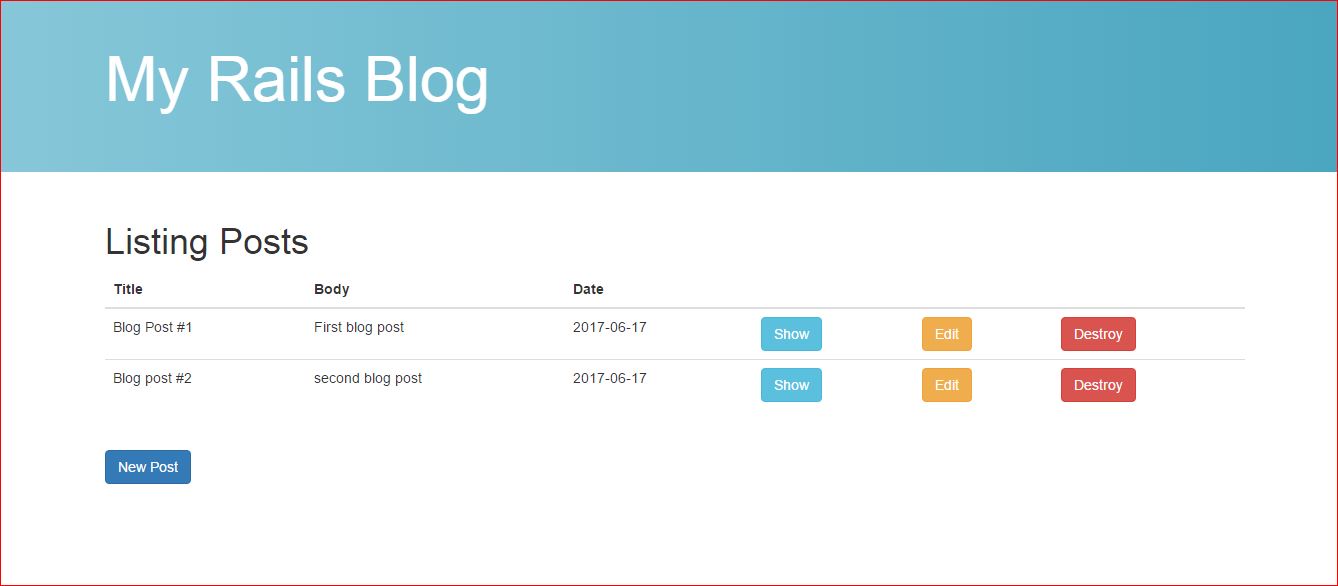 My Rails Blog
Listing Posts
Title Body Date
Blog Post #1 First blog post 2017-06-17 Show Edit Destroy
Blog post #2 second blog post 2017-06-17 Show Edit Destroy
New Post